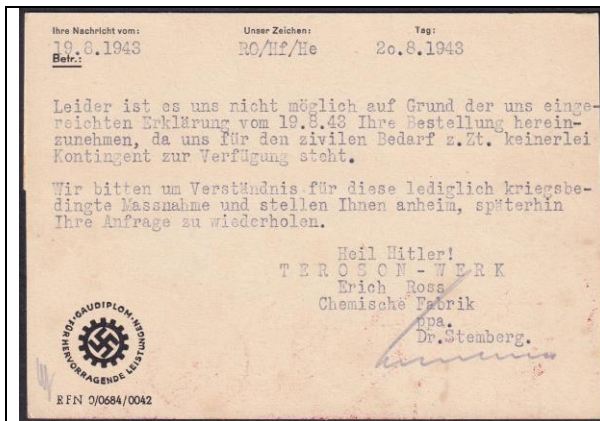 Ihre Nachricht vom: Unser Zeichen: Tag:
19.8.1943 RO/Hf/He 2o.8.1943
Betr.:
Leider ist es uns nicht möglich auf Grund der uns einge-
reichten Erklärung vom 19.8.43 Ihre Bestellung herein-
zunehmen, da uns für den zivilen Bedarf z.Zt. keinerlei
Kontingent zur Verfügung steht.
Wir bitten um Verständnis für diese lediglich kriegsbe-
dingte Massnahme und stellen Ihnen anheim, späterhin
Ihre Anfrage zu wiederholen.
Heil Hitler!
TEROSON-WERK
Erich Ross
Chemische Fabrik
ppa.
Dr.Stemberg.
GAUDIPLOM
FÜR HERVORRAGENDE LEISTUNGEN
RFN 0/0684/0042